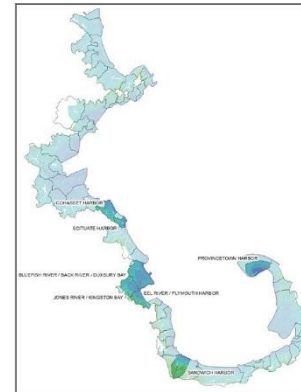 COHASSET HARBOR
SCITUATE HARBOR
PROVINCETOWN HARBOR
BLUEFISH RIVER / BACK RIVER / DUXBURY BAY
EEL RIVER / PLYMOUTH HARBOR
JONES RIVER / KINGSTON BAY
SANDWICH HARBOR